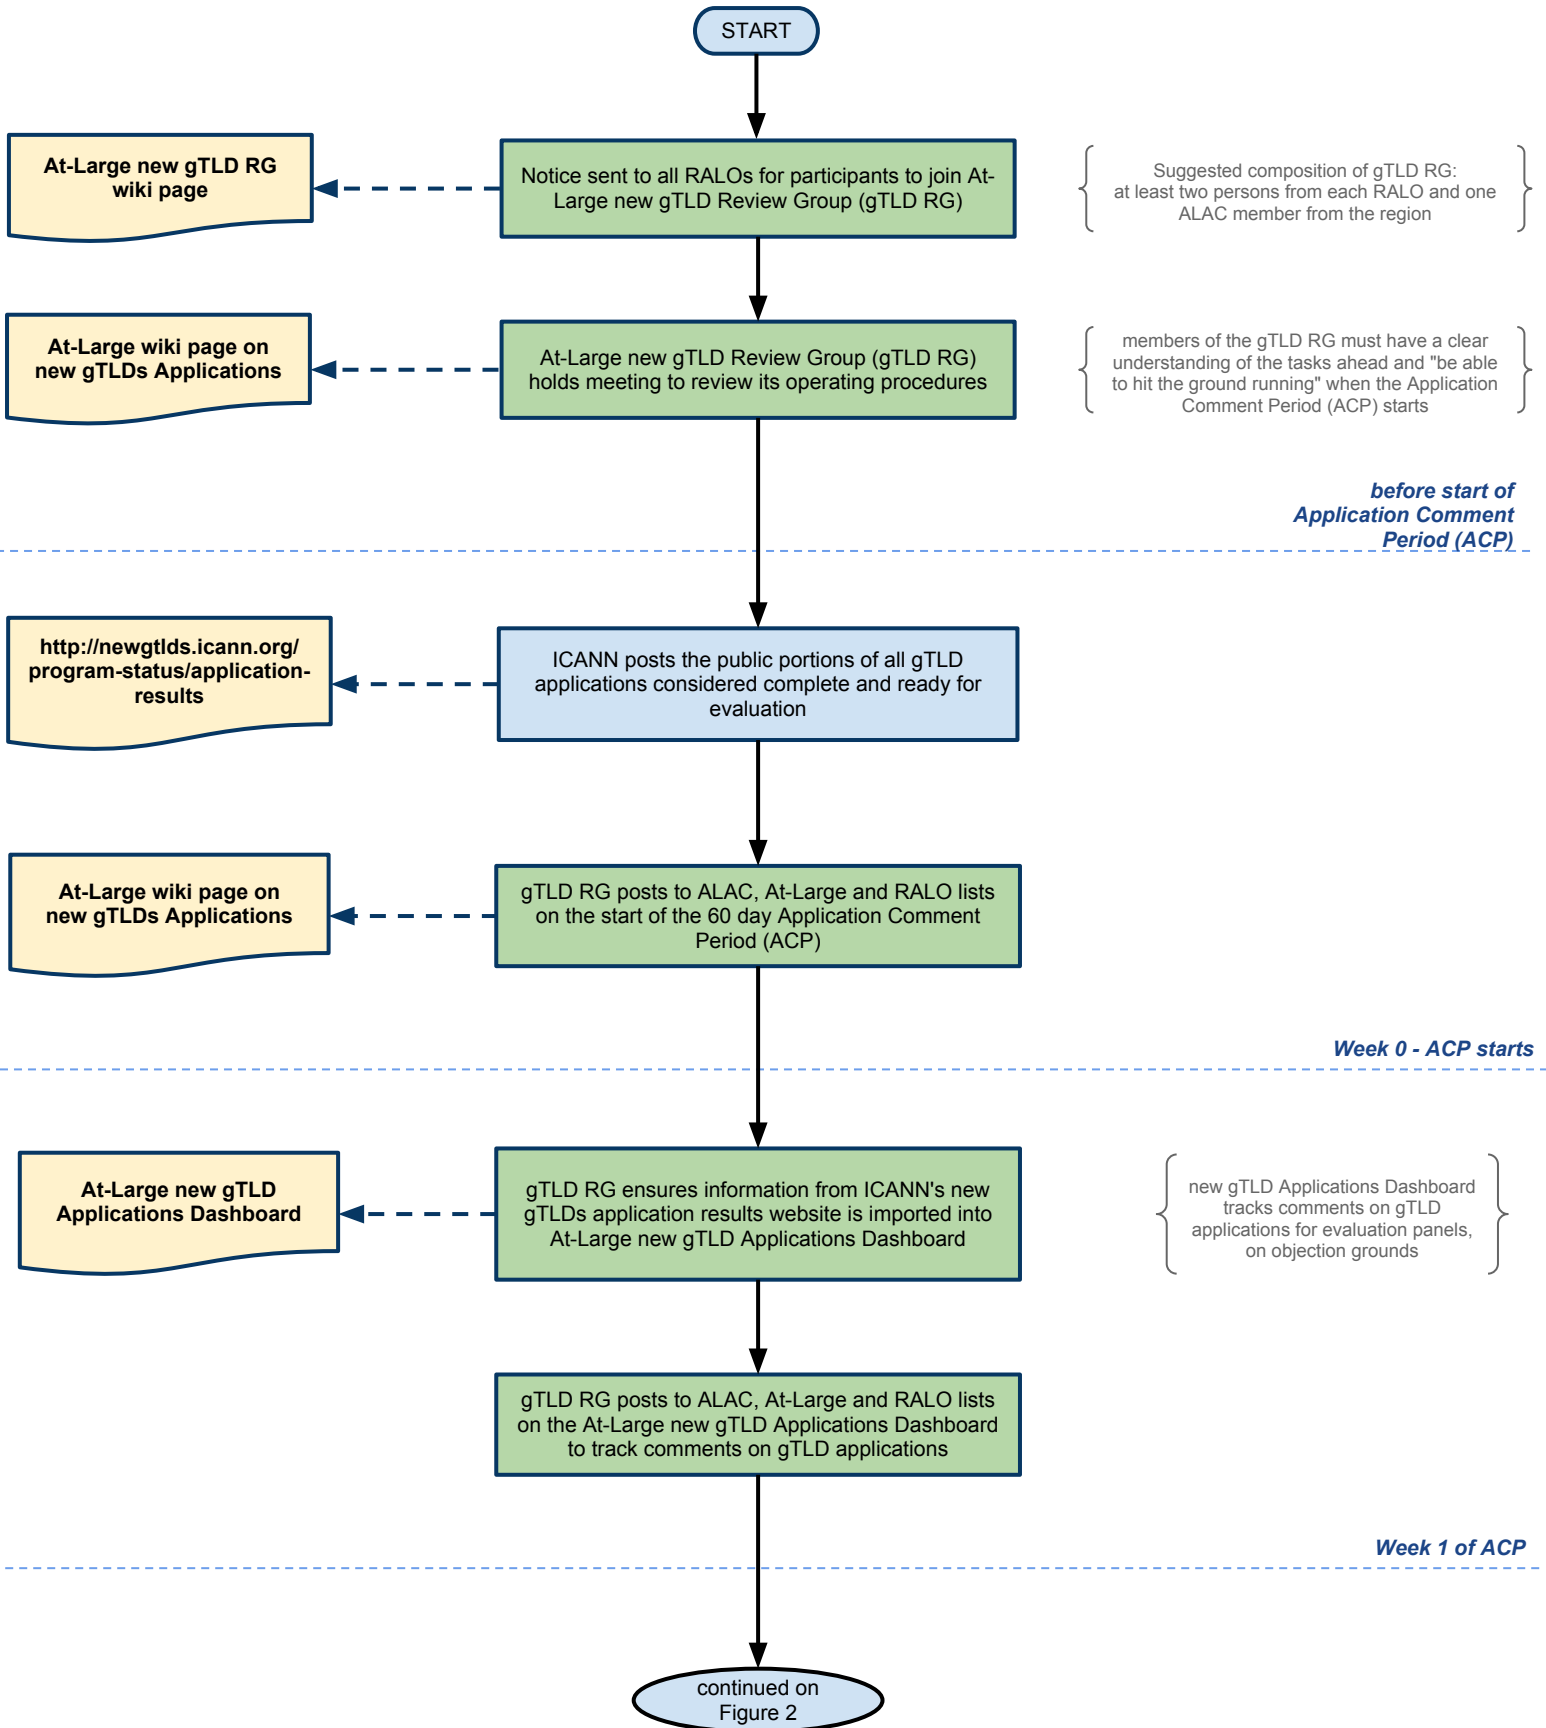 START
At-Large new gTLD RG
wiki page
Notice sent to all RALOs for participants to join At-
Large new gTLD Review Group (gTLD RG)
Suggested composition of gTLD RG:
at least two persons from each RALO and one
ALAC member from the region
At-Large wiki page on
new gTLDs Applications
At-Large new gTLD Review Group (gTLD RG)
holds meeting to review its operating procedures
members of the gTLD RG must have a clear
understanding of the tasks ahead and "be able
to hit the ground running" when the Application
Comment Period (ACP) starts
before start of
Application Comment
Period (ACP)
http://newgtlds.icann.org/
program-status/application-
results
ICANN posts the public portions of all gTLD
applications considered complete and ready for
evaluation
At-Large wiki page on
new gTLDs Applications
gTLD RG posts to ALAC, At-Large and RALO lists
on the start of the 60 day Application Comment
Period (ACP)
Week 0 - ACP starts
At-Large new gTLD
Applications Dashboard
gTLD RG ensures information from ICANN's new
gTLDs application results website is imported into
At-Large new gTLD Applications Dashboard
new gTLD Applications Dashboard
tracks comments on gTLD
applications for evaluation panels,
on objection grounds
gTLD RG posts to ALAC, At-Large and RALO lists
on the At-Large new gTLD Applications Dashboard
to track comments on gTLD applications
Week 1 of ACP
continued on
Figure 2